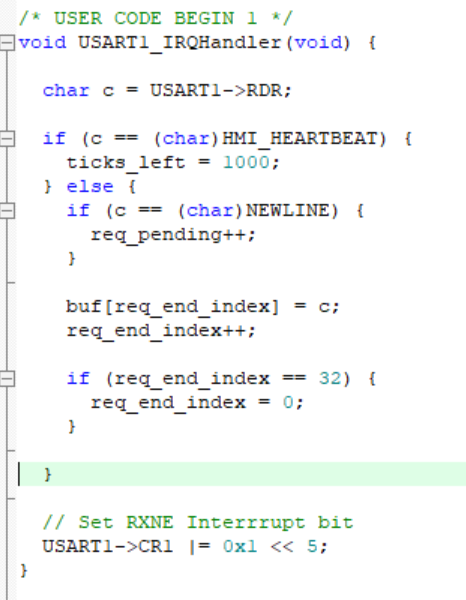 /* USER CODE BEGIN 1 */
void USART1_IRQHandler(void) {
char c = USART1->RDR;
if (c == (char)HMI_HEARTBEAT) {
ticks_left = 1000;
} else {
if (c == (char)NEWLINE) {
req_pending++;
}
buf[req_end_index] = c;
req_end_index++;
if (req_end_index == 32) {
req_end_index = 0;
}
}
// Set RXNE Interrrupt bit
USART1->CR1 |= 0x1 << 5;
}